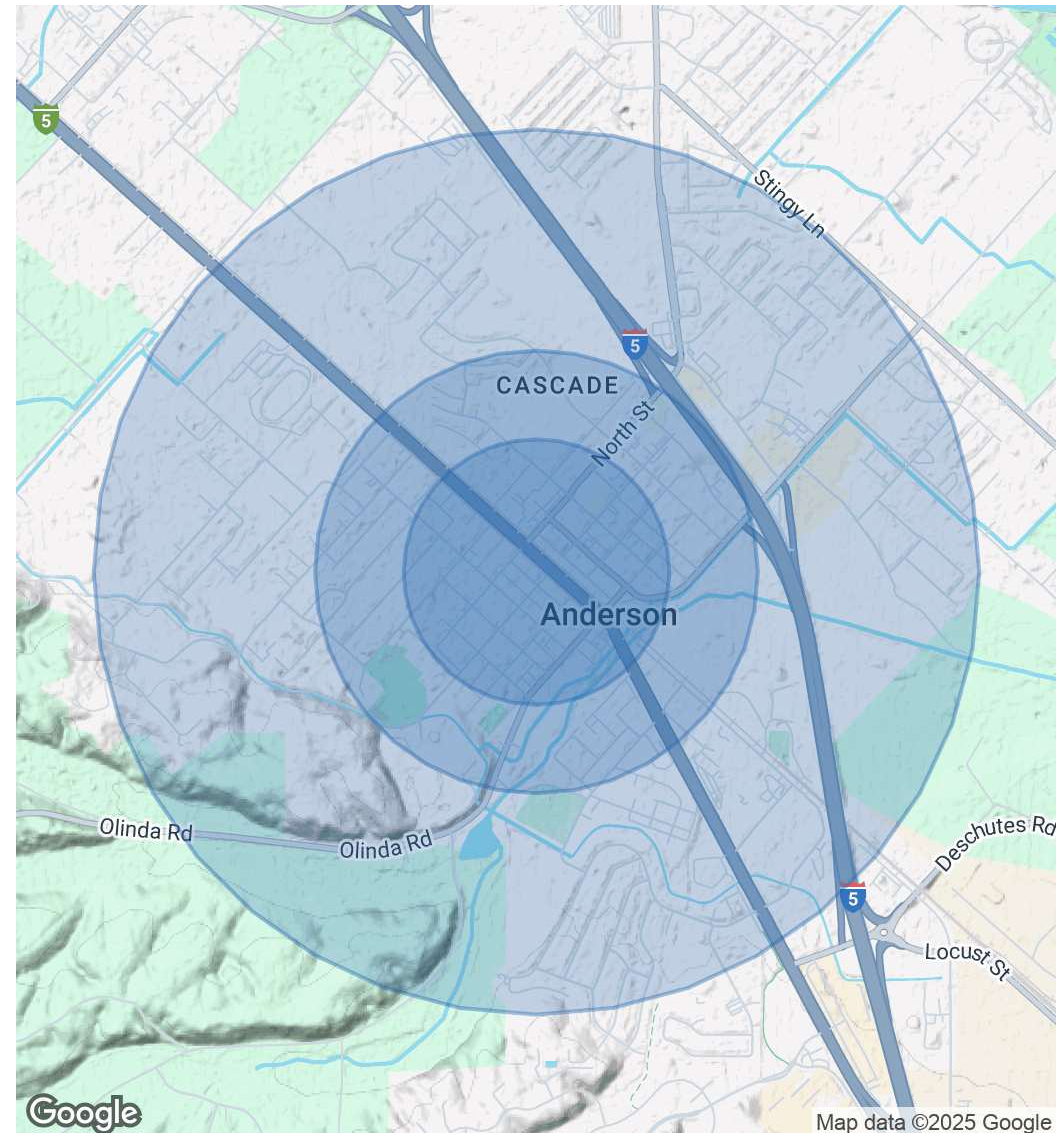 5
Stingy Ln
5
CASCADE
North St
Anderson
Olinda Rd
Olinda Rd
Deschutes Rd
5
Locust St
Google
Map data ©2025 Google